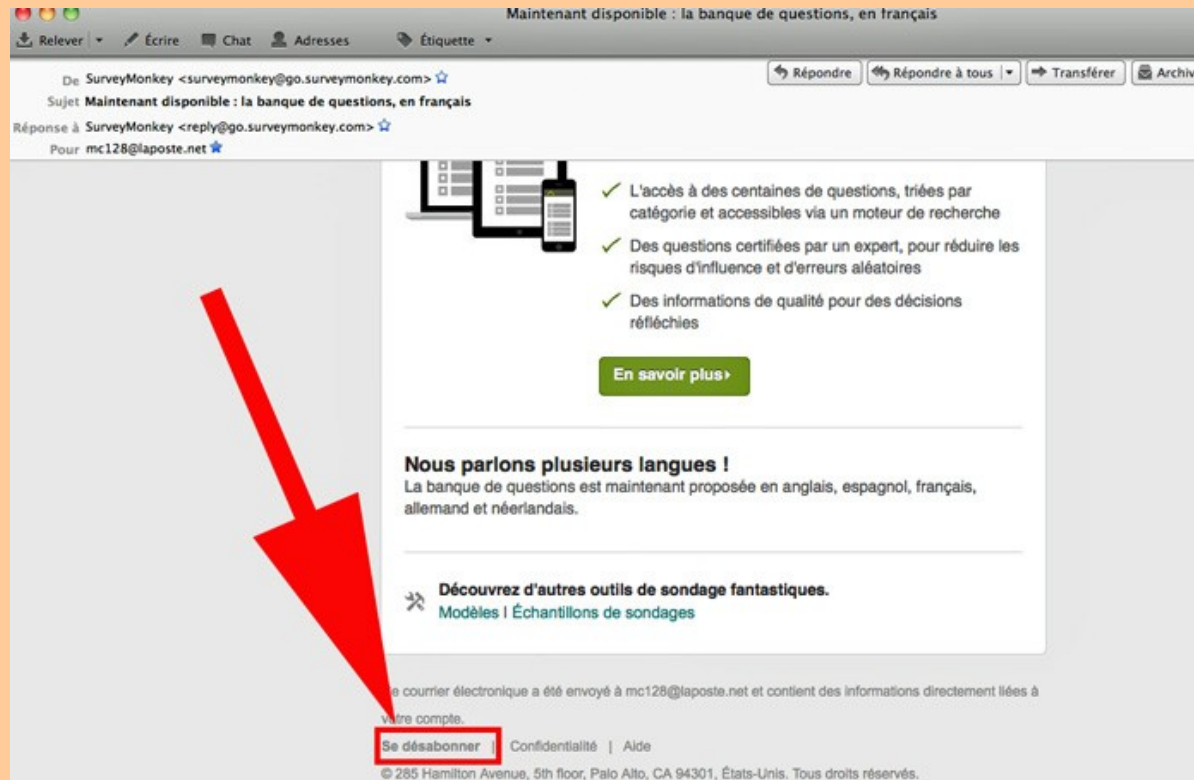 Maintenant disponible : la banque de questions, en français
Relever Écrire Chat Adresses Étiquette
De SurveyMonkey <surveymonkey@go.surveymonkey.com>
Répondre Répondre à tous Transférer Archiv
Sujet Maintenant disponible : la banque de questions, en français
Réponse à SurveyMonkey <reply@go.surveymonkey.com>
Pour mc128@laposte.net
L'accès à des centaines de questions, triées par
catégorie et accessibles via un moteur de recherche
Des questions certifiées par un expert, pour réduire les
risques d'influence et d'erreurs aléatoires
Des informations de qualité pour des décisions
réfléchies
En savoir plus›
Nous parlons plusieurs langues !
La banque de questions est maintenant proposée en anglais, espagnol, français,
allemand et néerlandais.
Découvrez d'autres outils de sondage fantastiques.
Modèles | Échantillons de sondages
e courrier électronique a été envoyé à mc128@laposte.net et contient des informations directement liées à
votre compte.
Se désabonner | Confidentialité | Aide
© 285 Hamilton Avenue, 5th floor, Palo Alto, CA 94301, États-Unis. Tous droits réservés.